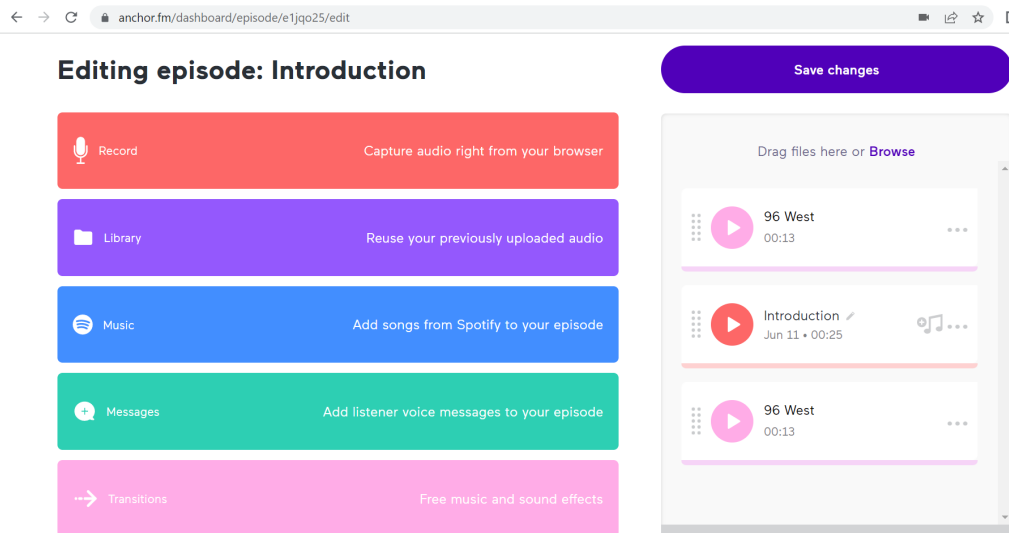 anchor.fm/dashboard/episode/e1jqo25/edit
Editing episode: Introduction
Save changes
Record
Capture audio right from your browser
Library
Reuse your previously uploaded audio
Music
Add songs from Spotify to your episode
Messages
Add listener voice messages to your episode
Transitions
Free music and sound effects
Drag files here or Browse
96 West
00:13
Introduction
Jun 11 • 00:25
96 West
00:13